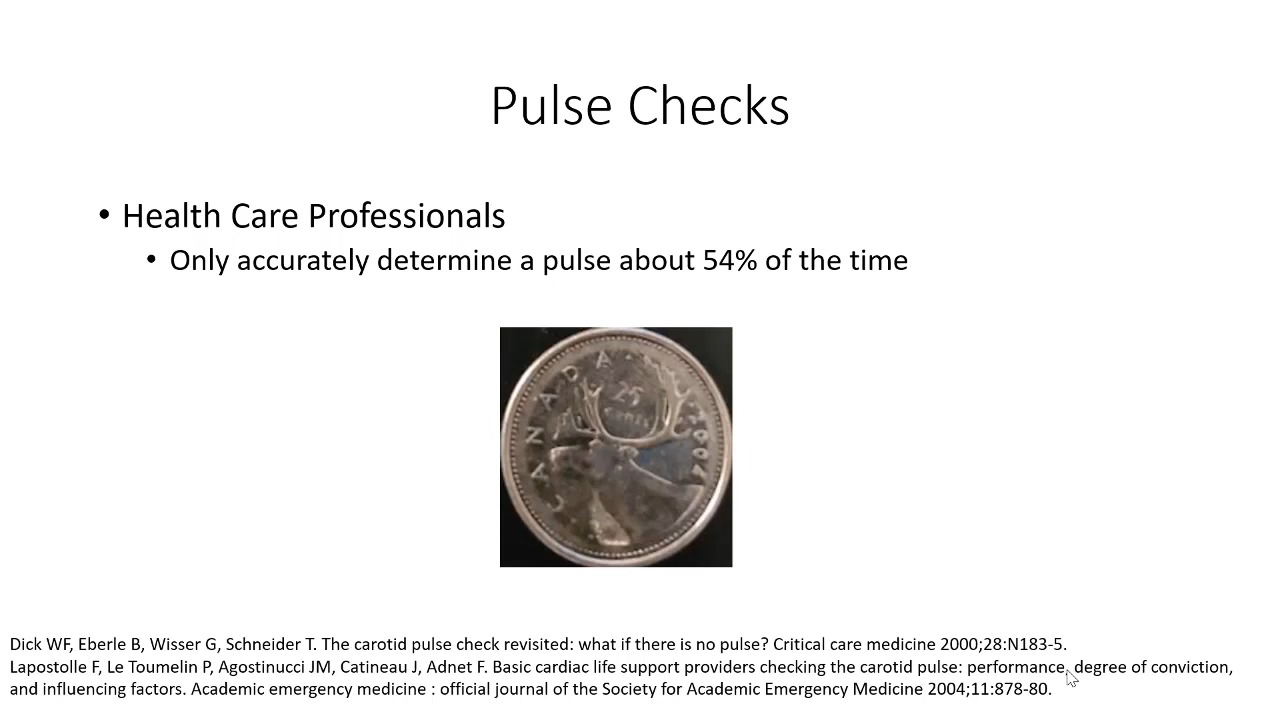 Pulse Checks
• Health Care Professionals
• Only accurately determine a pulse about 54% of the time
CANADA
25
cents
2004
Dick WF, Eberle B, Wisser G, Schneider T. The carotid pulse check revisited: what if there is no pulse? Critical care medicine 2000;28:N183-5.
Lapostolle F, Le Toumelin P, Agostinucci JM, Catineau J, Adnet F. Basic cardiac life support providers checking the carotid pulse: performance, degree of conviction,
and influencing factors. Academic emergency medicine : official journal of the Society for Academic Emergency Medicine 2004;11:878-80.